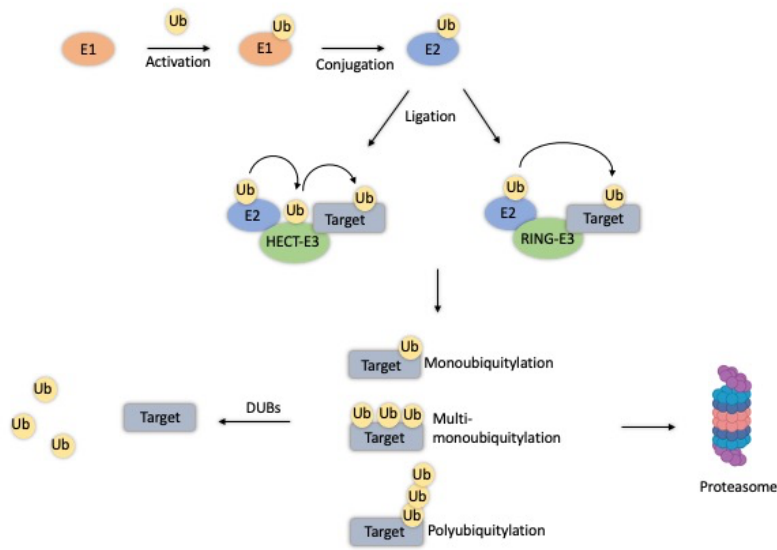 Ub
Ub
Ub
E1
E1
E2
Activation
Conjugation
Ligation
Ub
Ub
Ub
Ub
Ub
E2
Target
E2
Target
HECT-E3
RING-E3
Ub
Target
Monoubiquitylation
Ub
DUBs
Ub Ub Ub
Multi-
Target
Target
monoubiquitylation
Ub
Ub
Ub
Ub
Proteasome
Ub
Target
Polyubiquitylation